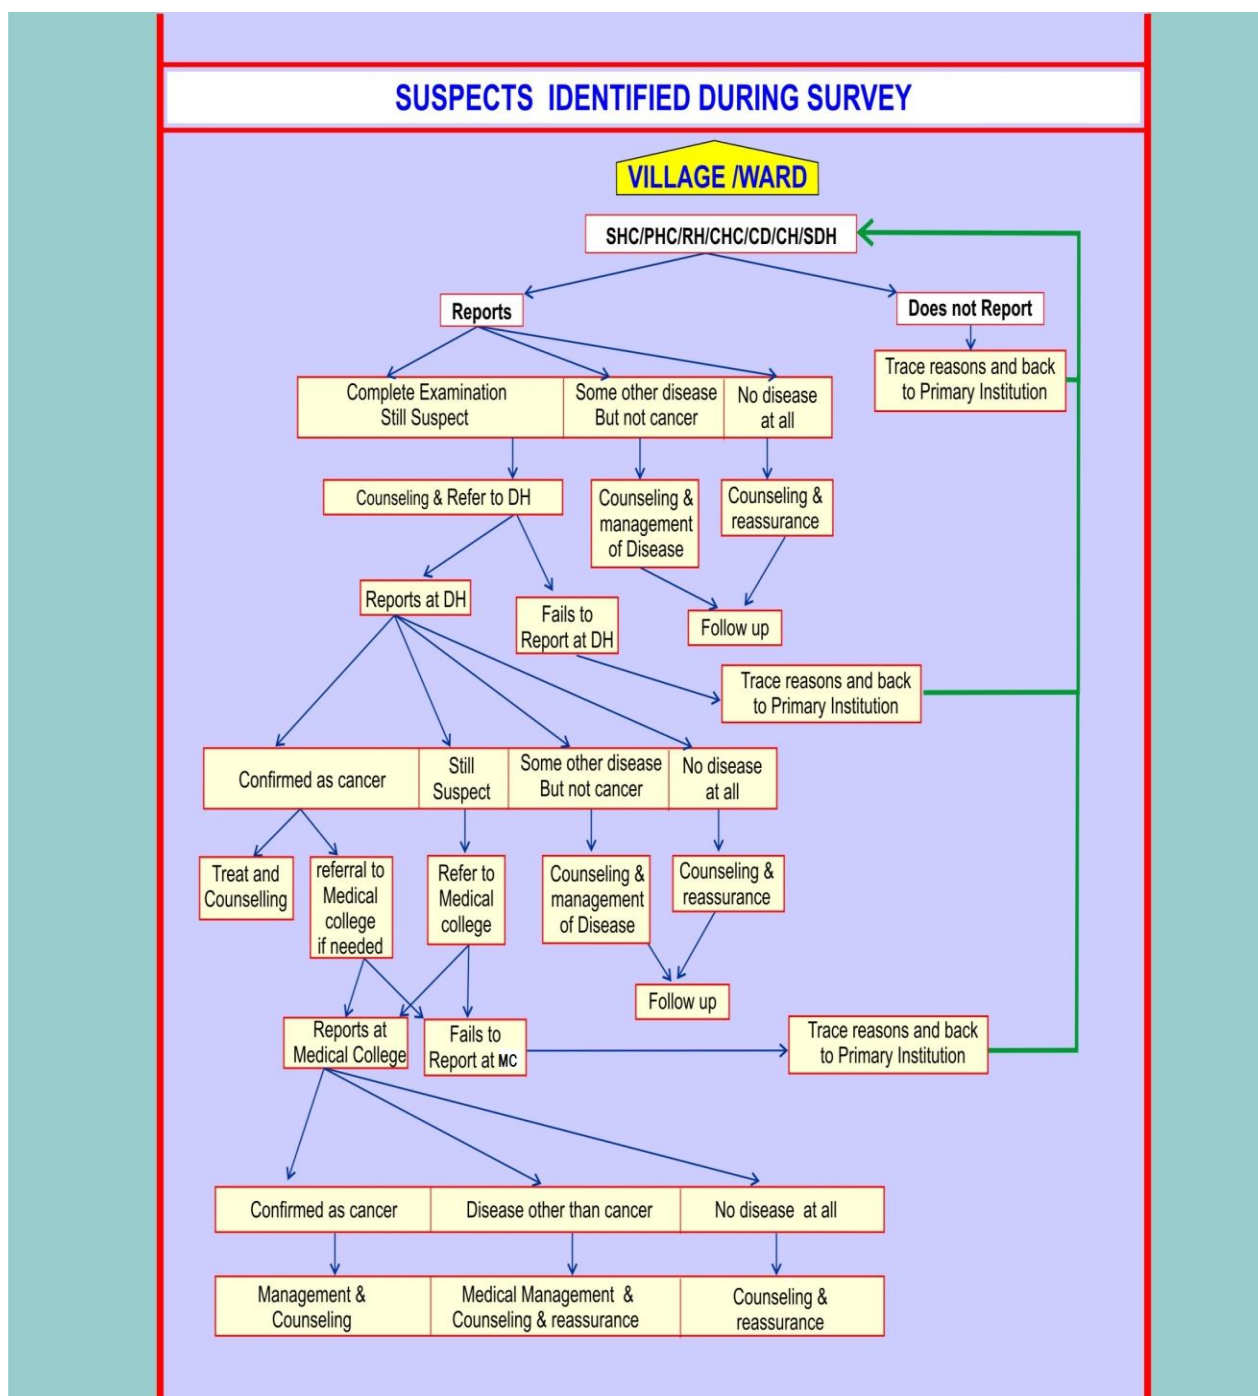 SUSPECTS IDENTIFIED DURING SURVEY
VILLAGE /WARD
SHC/PHC/RH/CHC/CD/CH/SDH
Reports
Does not Report
Trace reasons and back
to Primary Institution
Complete Examination
Still Suspect
Some other disease
But not cancer
No disease
at all
Counseling & Refer to DH
Counseling &
management
of Disease
Counseling &
reassurance
Reports at DH
Fails to
Report at DH
Follow up
Trace reasons and back
to Primary Institution
Confirmed as cancer
Still
Suspect
Some other disease
But not cancer
No disease
at all
Treat and
Counselling
referral to
Medical
college
if needed
Refer to
Medical
college
Counseling &
management
of Disease
Counseling &
reassurance
Follow up
Reports at
Medical College
Fails to
Report at MC
Trace reasons and back
to Primary Institution
Confirmed as cancer
Disease other than cancer
No disease at all
Management &
Counseling
Medical Management &
Counseling & reassurance
Counseling &
reassurance